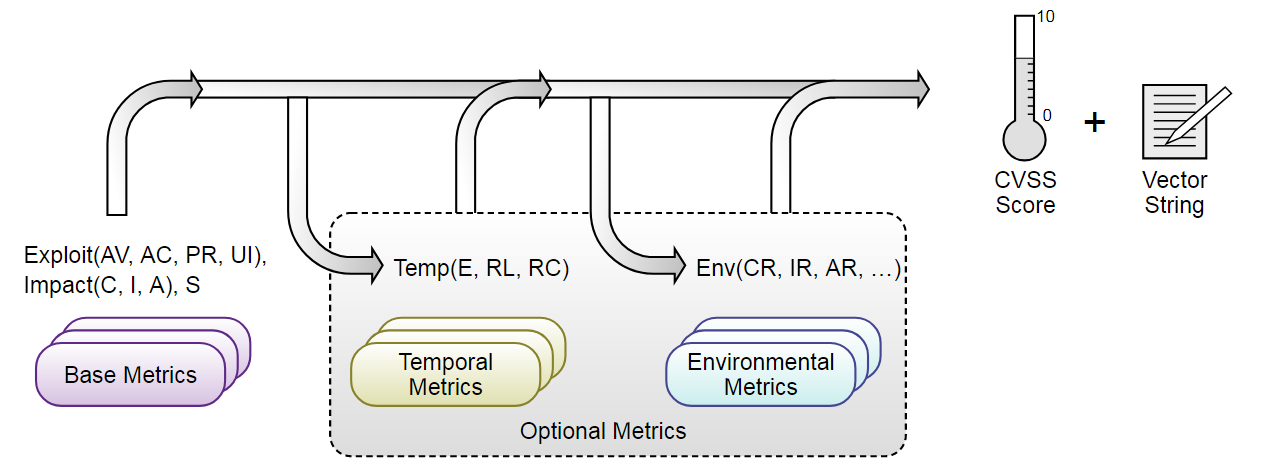 Exploit(AV, AC, PR, UI),
Impact(C, I, A), S
Base Metrics
Temp(E, RL, RC)
Temporal
Metrics
Env(CR, IR, AR, …)
Environmental
Metrics
Optional Metrics
10
0
CVSS
Score
+
Vector
String